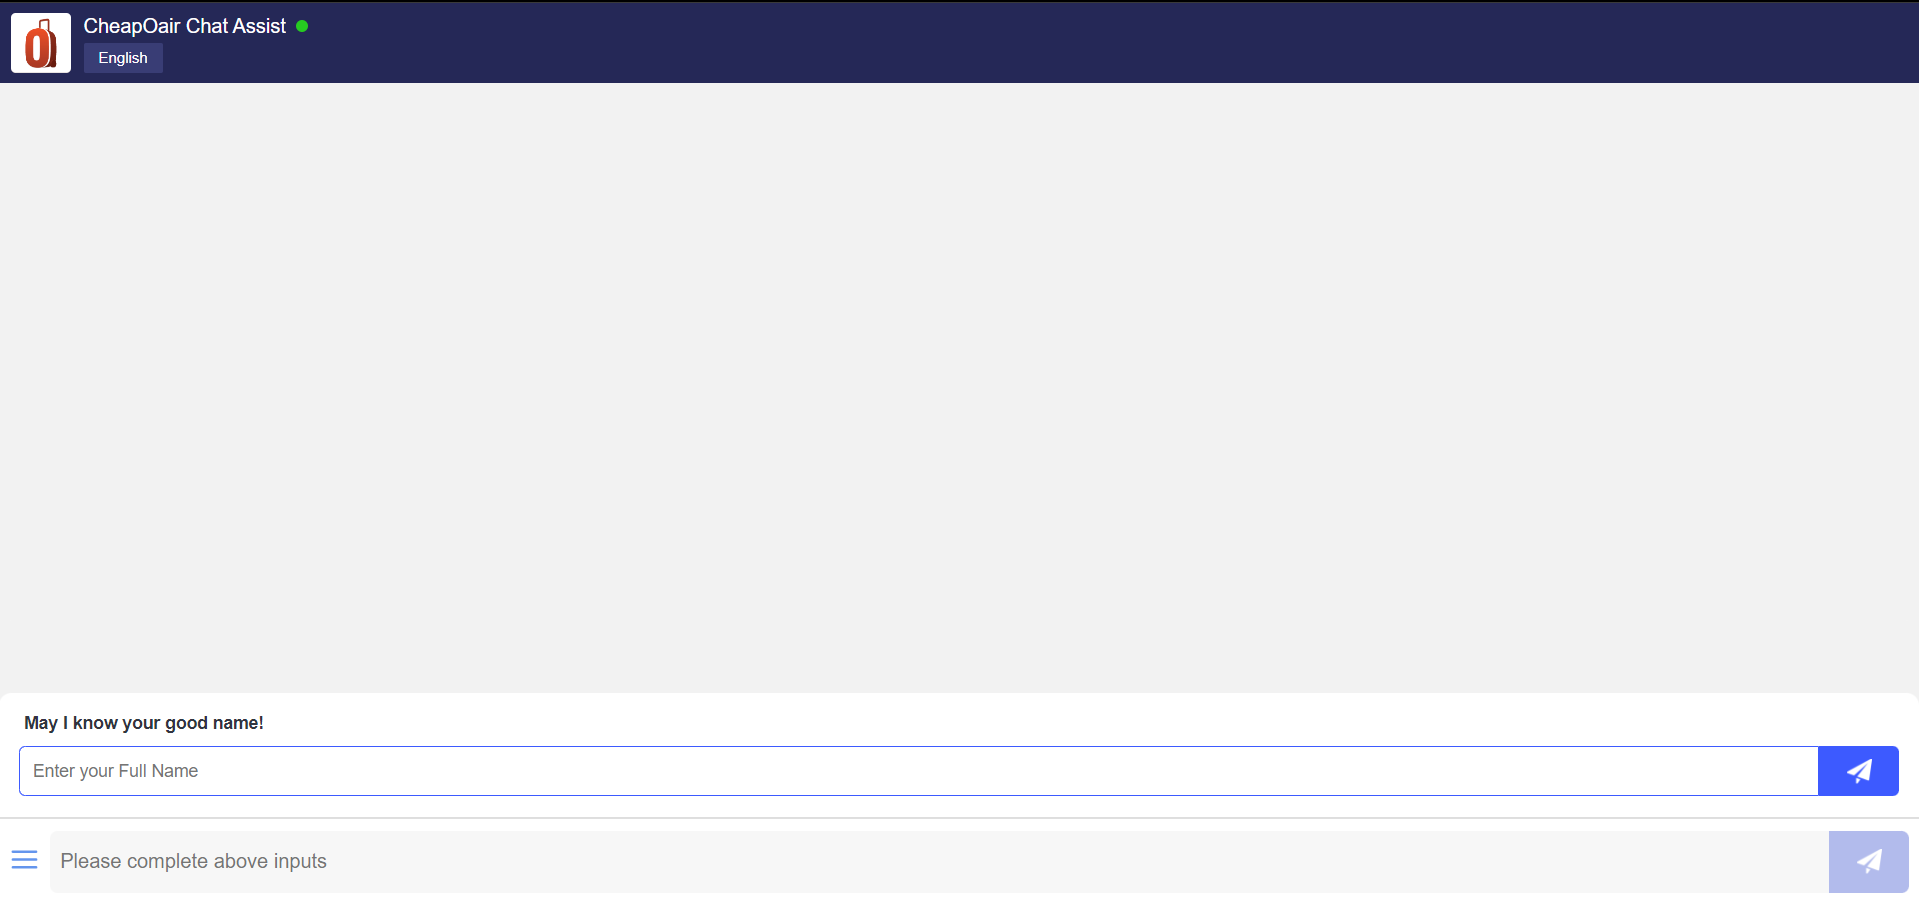 CheapOair Chat Assist
English
May I know your good name!
Enter your Full Name
Please complete above inputs